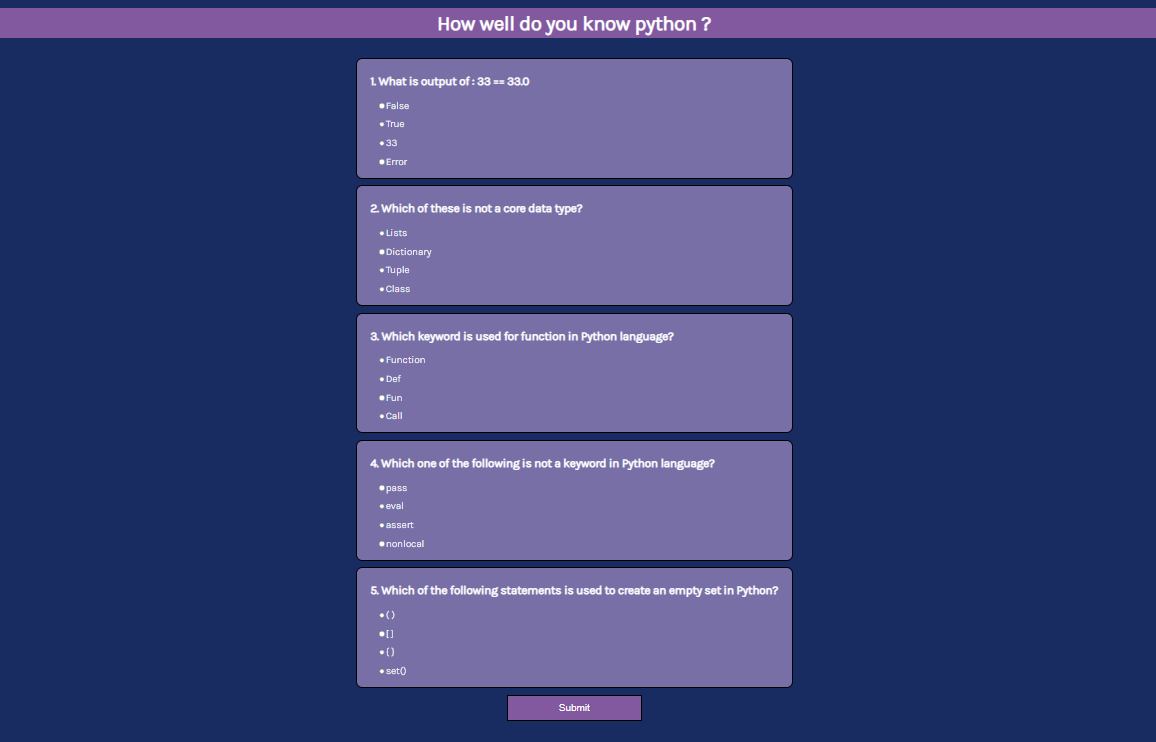 How well do you know python ?
1. What is output of : 33 == 33.0
False
True
33
Error
2. Which of these is not a core data type?
Lists
Dictionary
Tuple
Class
3. Which keyword is used for function in Python language?
Function
Def
Fun
Call
4. Which one of the following is not a keyword in Python language?
pass
eval
assert
nonlocal
5. Which of the following statements is used to create an empty set in Python?
( )
[ ]
{ }
set()
Submit